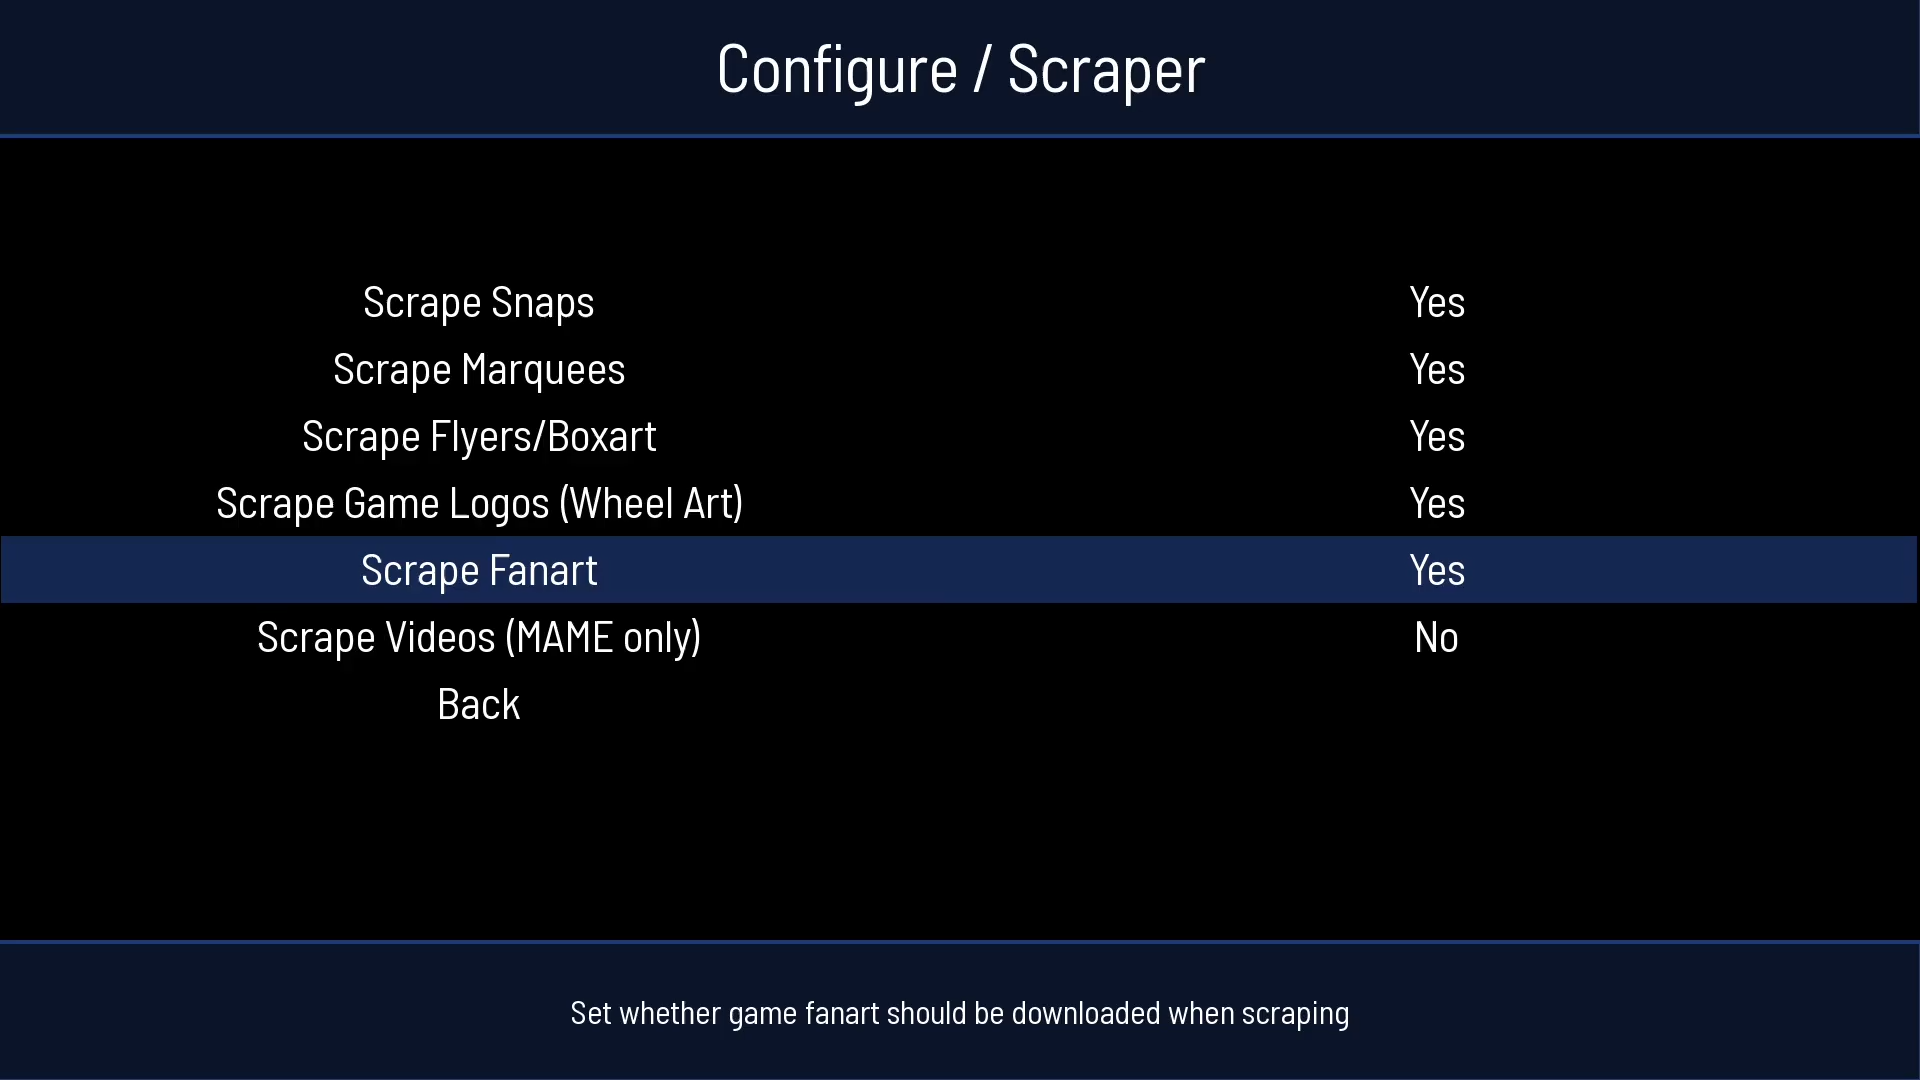 Configure / Scraper
Scrape Snaps Yes
Scrape Marquees Yes
Scrape Flyers/Boxart Yes
Scrape Game Logos (Wheel Art) Yes
Scrape Fanart Yes
Scrape Videos (MAME only) No
Back
Set whether game fanart should be downloaded when scraping